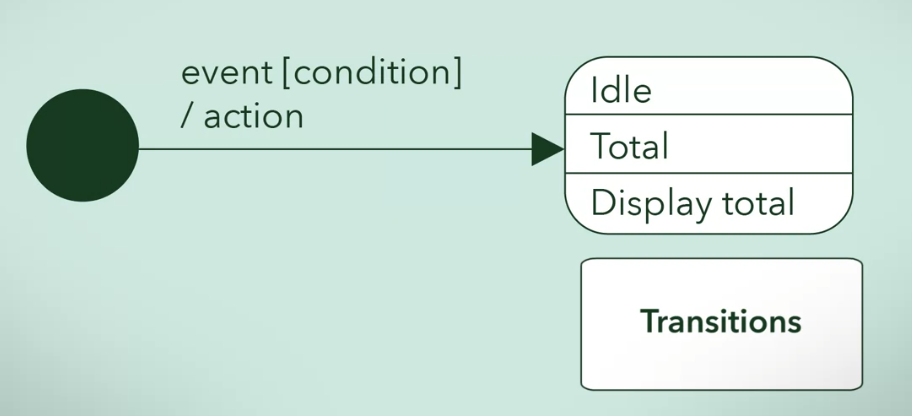 event [condition]
/ action
Idle
Total
Display total
Transitions